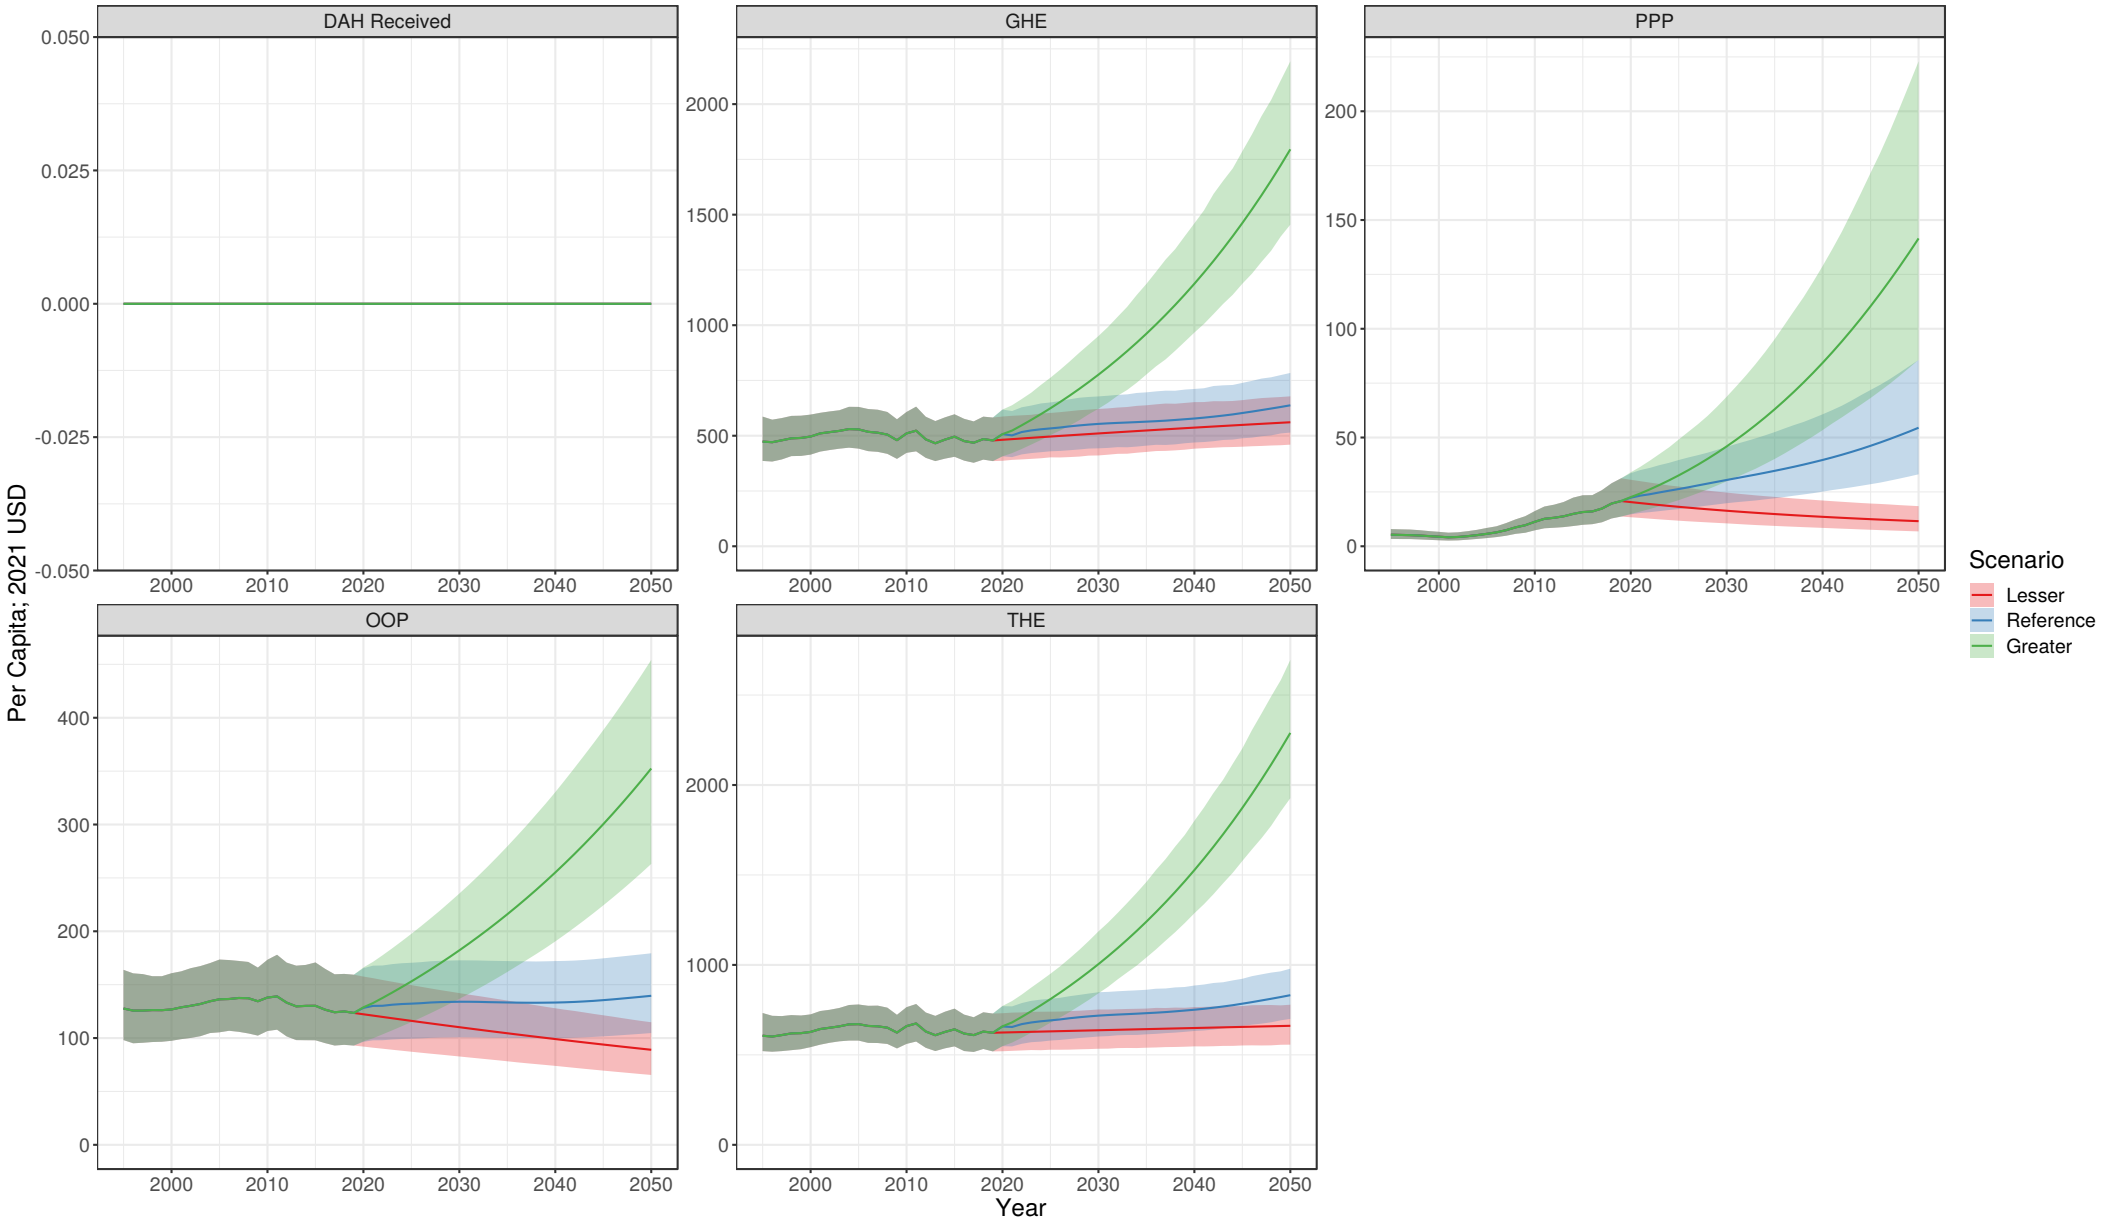 DAH Received
GHE
PPP
0.050
0.025
0.000
-0.025
-0.050
2000 2010 2020 2030 2040 2050
2000
1500
1000
500
0
2000 2010 2020 2030 2040 2050
200
150
100
50
0
2000 2010 2020 2030 2040 2050
OOP
THE
400
300
200
100
0
2000 2010 2020 2030 2040 2050
2000
1000
0
2000 2010 2020 2030 2040 2050
Per Capita; 2021 USD
Year
Scenario
Lesser
Reference
Greater